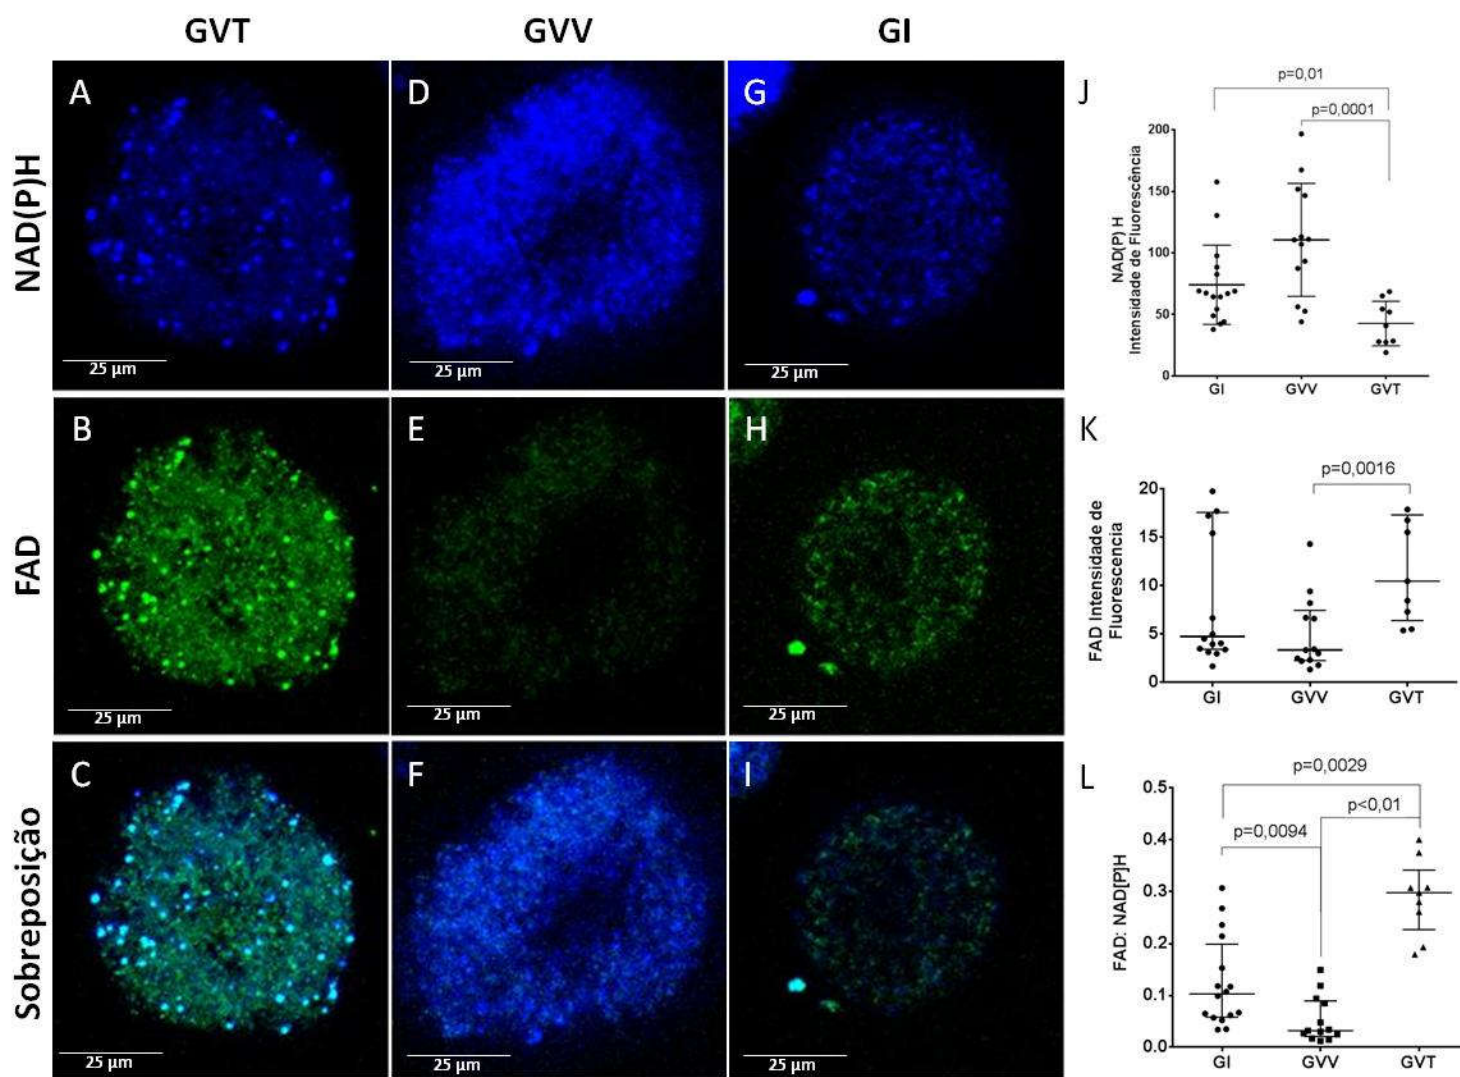 GVT GVV GI
NAD(P)H
A
25 µm
D
25 µm
G
25 µm
FAD
B
25 µm
E
25 µm
H
25 µm
Sobreposição
C
25 µm
F
25 µm
I
25 µm
J
p=0,01
p=0,0001
NAD(P) H
Intensidade de Fluorescência
200
150
100
50
0
GI GVV GVT
K
p=0,0016
FAD Intensidade de
Fluorescencia
20
15
10
5
0
GI GVV GVT
L
p=0,0029
p<0,01
p=0,0094
FAD: NAD[P]H
0.5
0.4
0.3
0.2
0.1
0.0
GI GVV GVT